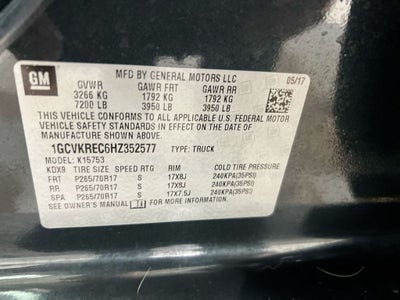 GM
MFD BY GENERAL MOTORS LLC 05/17
GVWR GAWR FRT GAWR RR
3266 KG 1792 KG 1792 KG
7200 LB 3950 LB 3950 LB
THIS VEHICLE CONFORMS TO ALL APPLICABLE U.S. FEDERAL MOTOR
VEHICLE SAFETY AND THEFT PREVENTION STANDARDS IN EFFECT ON THE DATE
OF MANUFACTURE SHOWN ABOVE.
1GCVKREC6HZ352577 TYPE: TRUCK
MODEL: K15753
KDX9 TIRE SIZE SPEED RTG RIM COLD TIRE PRESSURE
FRT P265/70R17 S 17X8J 240KPA(35PSI)
RR P265/70R17 S 17X8J 240KPA(35PSI)
SPA P265/70R17 S 17X7.5J 240KPA(35PSI)
SEE OWNER'S MANUAL FOR MORE INFORMATION.